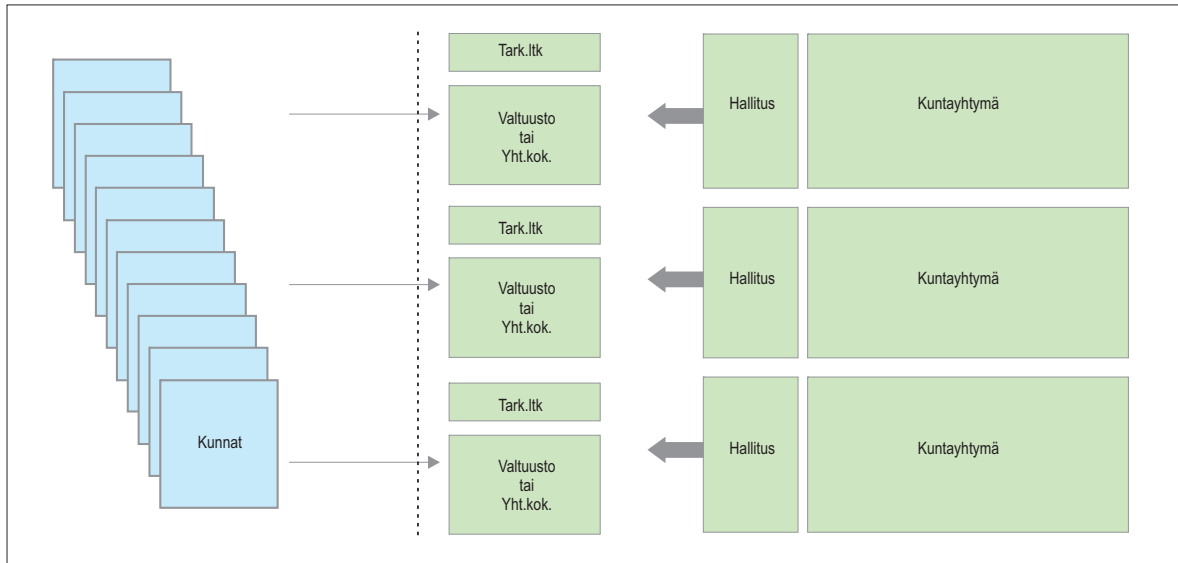 Tark.ltk
Valtuusto
tai
Yht.kok.
Hallitus
Kuntayhtymä
Tark.ltk
Valtuusto
tai
Yht.kok.
Hallitus
Kuntayhtymä
Tark.ltk
Valtuusto
tai
Yht.kok.
Hallitus
Kuntayhtymä
Kunnat